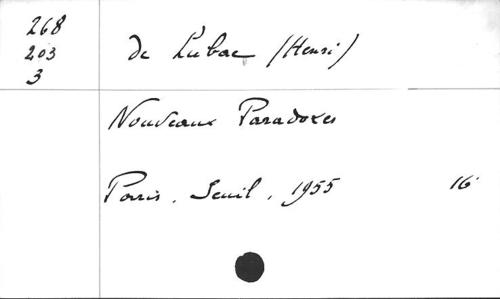 268
203
3
de Lubac (Henri)
Nouveaux Paradoxes
Paris, Seuil, 1955 16